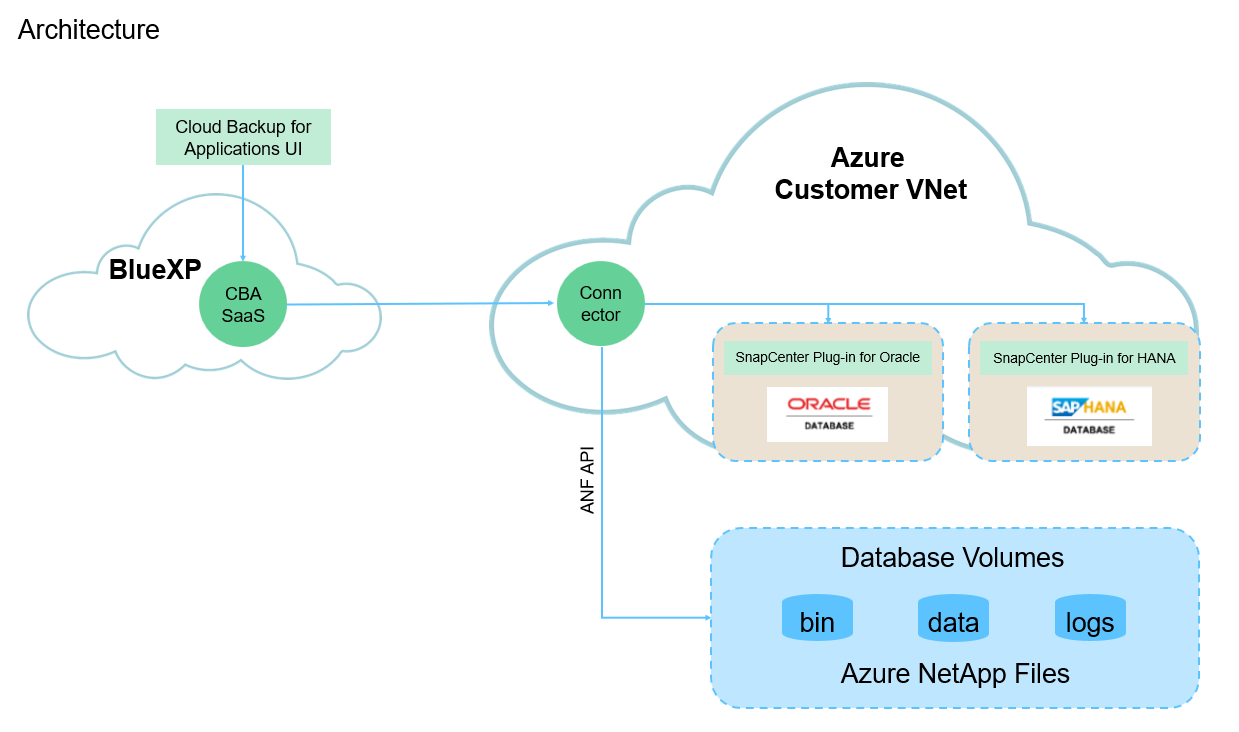 Architecture
Cloud Backup for
Applications UI
Azure
Customer VNet
BlueXP
CBA
SaaS
Conn
ector
SnapCenter Plug-in for Oracle
ORACLE
DATABASE
SnapCenter Plug-in for HANA
SAP HANA
DATABASE
ANF API
Database Volumes
bin
data
logs
Azure NetApp Files